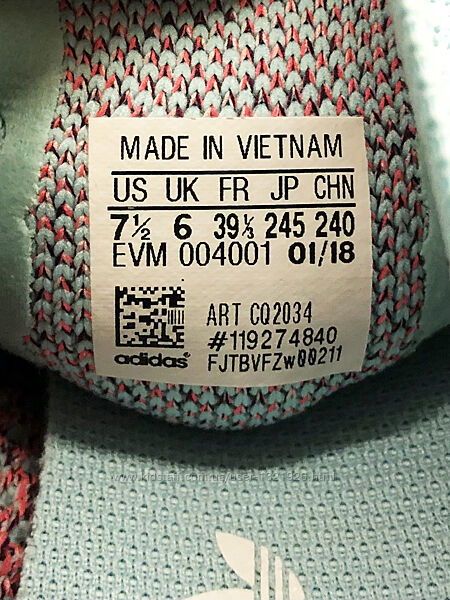 MADE IN VIETNAM
US UK FR JP CHN
7½ 6 39⅓ 245 240
EVM 004001 01/18
ART CQ2034
#119274840
adidas FJTBVFZw00211